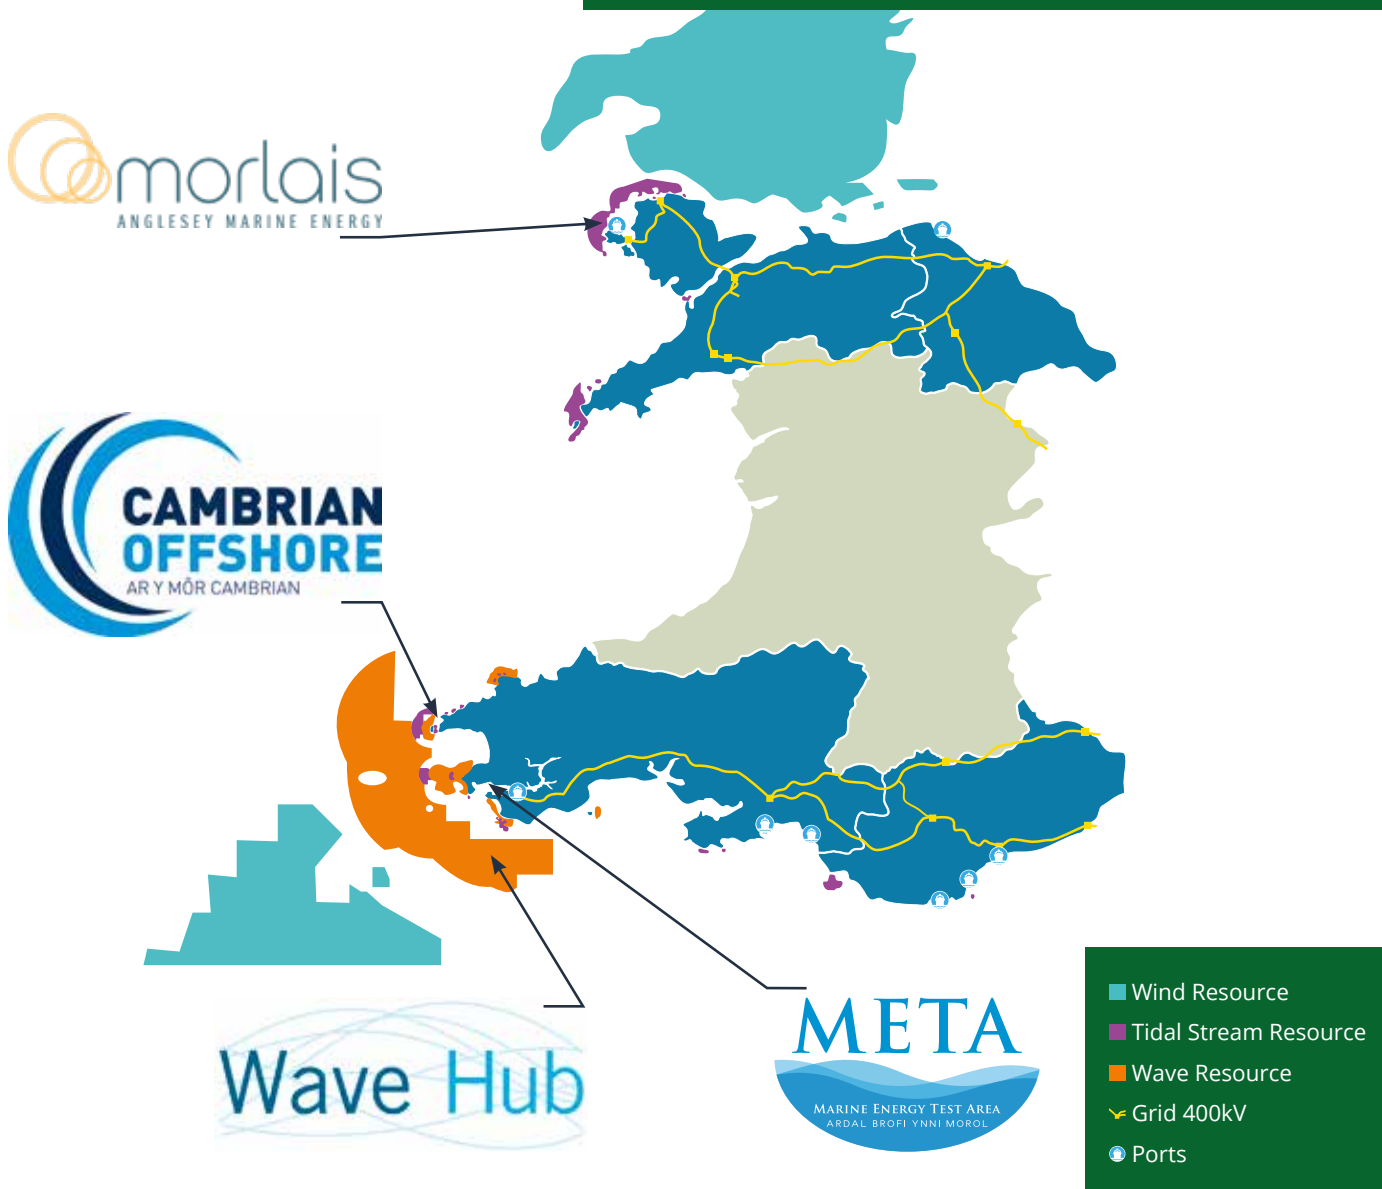 morlais
ANGLESEY MARINE ENERGY
CAMBRIAN
OFFSHORE
AR Y MÔR CAMBRIAN
Wave Hub
META
MARINE ENERGY TEST AREA
ARDAL BROFI YNNI MOROL
Wind Resource
Tidal Stream Resource
Wave Resource
Grid 400kV
Ports